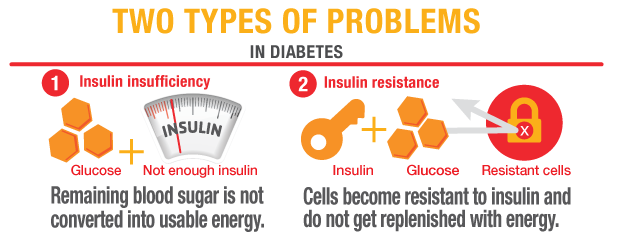 TWO TYPES OF PROBLEMS
IN DIABETES
1 Insulin insufficiency
INSULIN
Glucose Not enough insulin
Remaining blood sugar is not
converted into usable energy.
2 Insulin resistance
X
Insulin Glucose Resistant cells
Cells become resistant to insulin and
do not get replenished with energy.